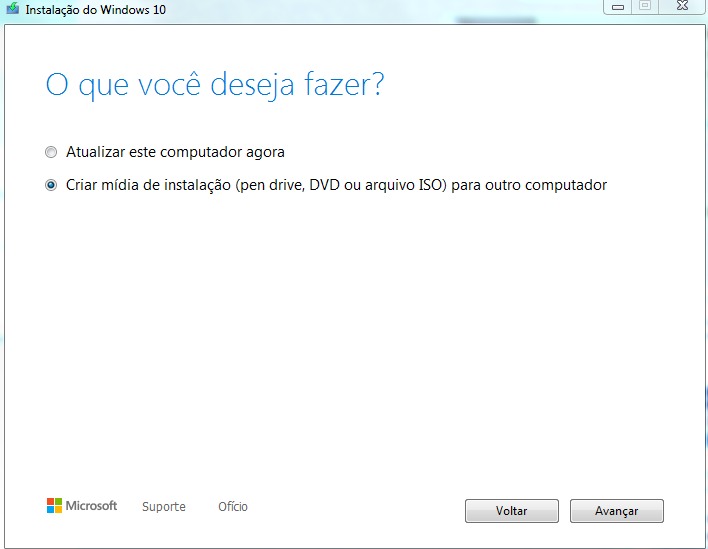 Instalação do Windows 10
O que você deseja fazer?
Atualizar este computador agora
Criar mídia de instalação (pen drive, DVD ou arquivo ISO) para outro computador
Microsoft Suporte Ofício Voltar Avançar